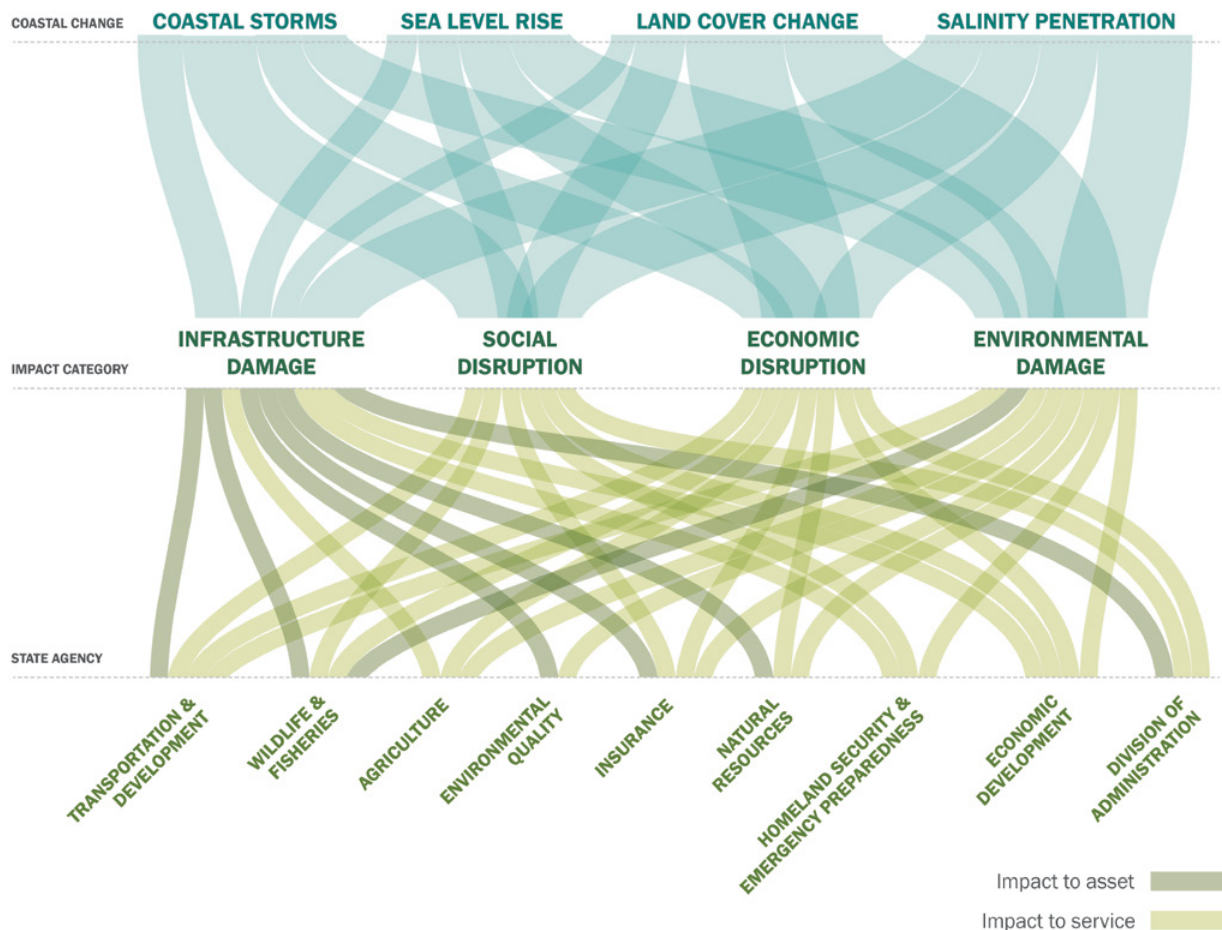 COASTAL CHANGE
COASTAL STORMS
SEA LEVEL RISE
LAND COVER CHANGE
SALINITY PENETRATION
IMPACT CATEGORY
INFRASTRUCTURE
DAMAGE
SOCIAL
DISRUPTION
ECONOMIC
DISRUPTION
ENVIRONMENTAL
DAMAGE
STATE AGENCY
TRANSPORTATION &
DEVELOPMENT
WILDLIFE &
FISHERIES
AGRICULTURE
ENVIRONMENTAL
QUALITY
INSURANCE
NATURAL
RESOURCES
HOMELAND SECURITY &
EMERGENCY PREPAREDNESS
ECONOMIC
DEVELOPMENT
DIVISION OF
ADMINISTRATION
Impact to asset
Impact to service